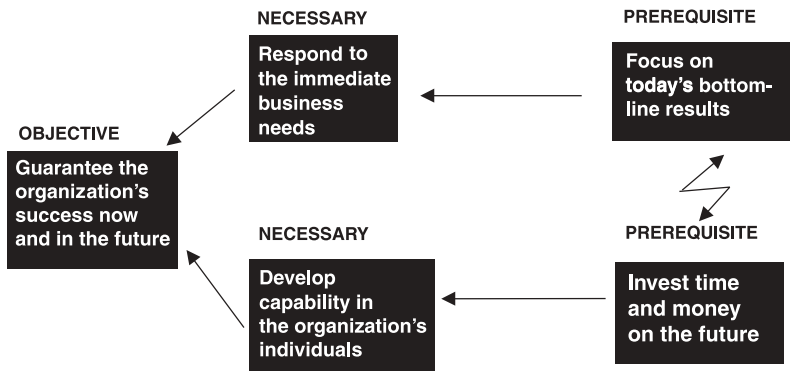 NECESSARY
Respond to
the immediate
business
needs
PREREQUISITE
Focus on
today's bottom-
line results
OBJECTIVE
Guarantee the
organization's
success now
and in the future
NECESSARY
Develop
capability in
the organization's
individuals
PREREQUISITE
Invest time
and money
on the future